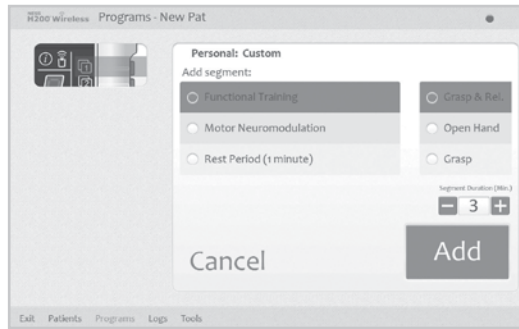 NESS
H200 Wireless Programs - New Pat
Personal: Custom
Add segment:
Functional Training
Grasp & Rel.
Motor Neuromodulation
Open Hand
Rest Period (1 minute)
Grasp
Segment Duration (Min.)
3
Cancel
Add
Exit Patients Programs Logs Tools